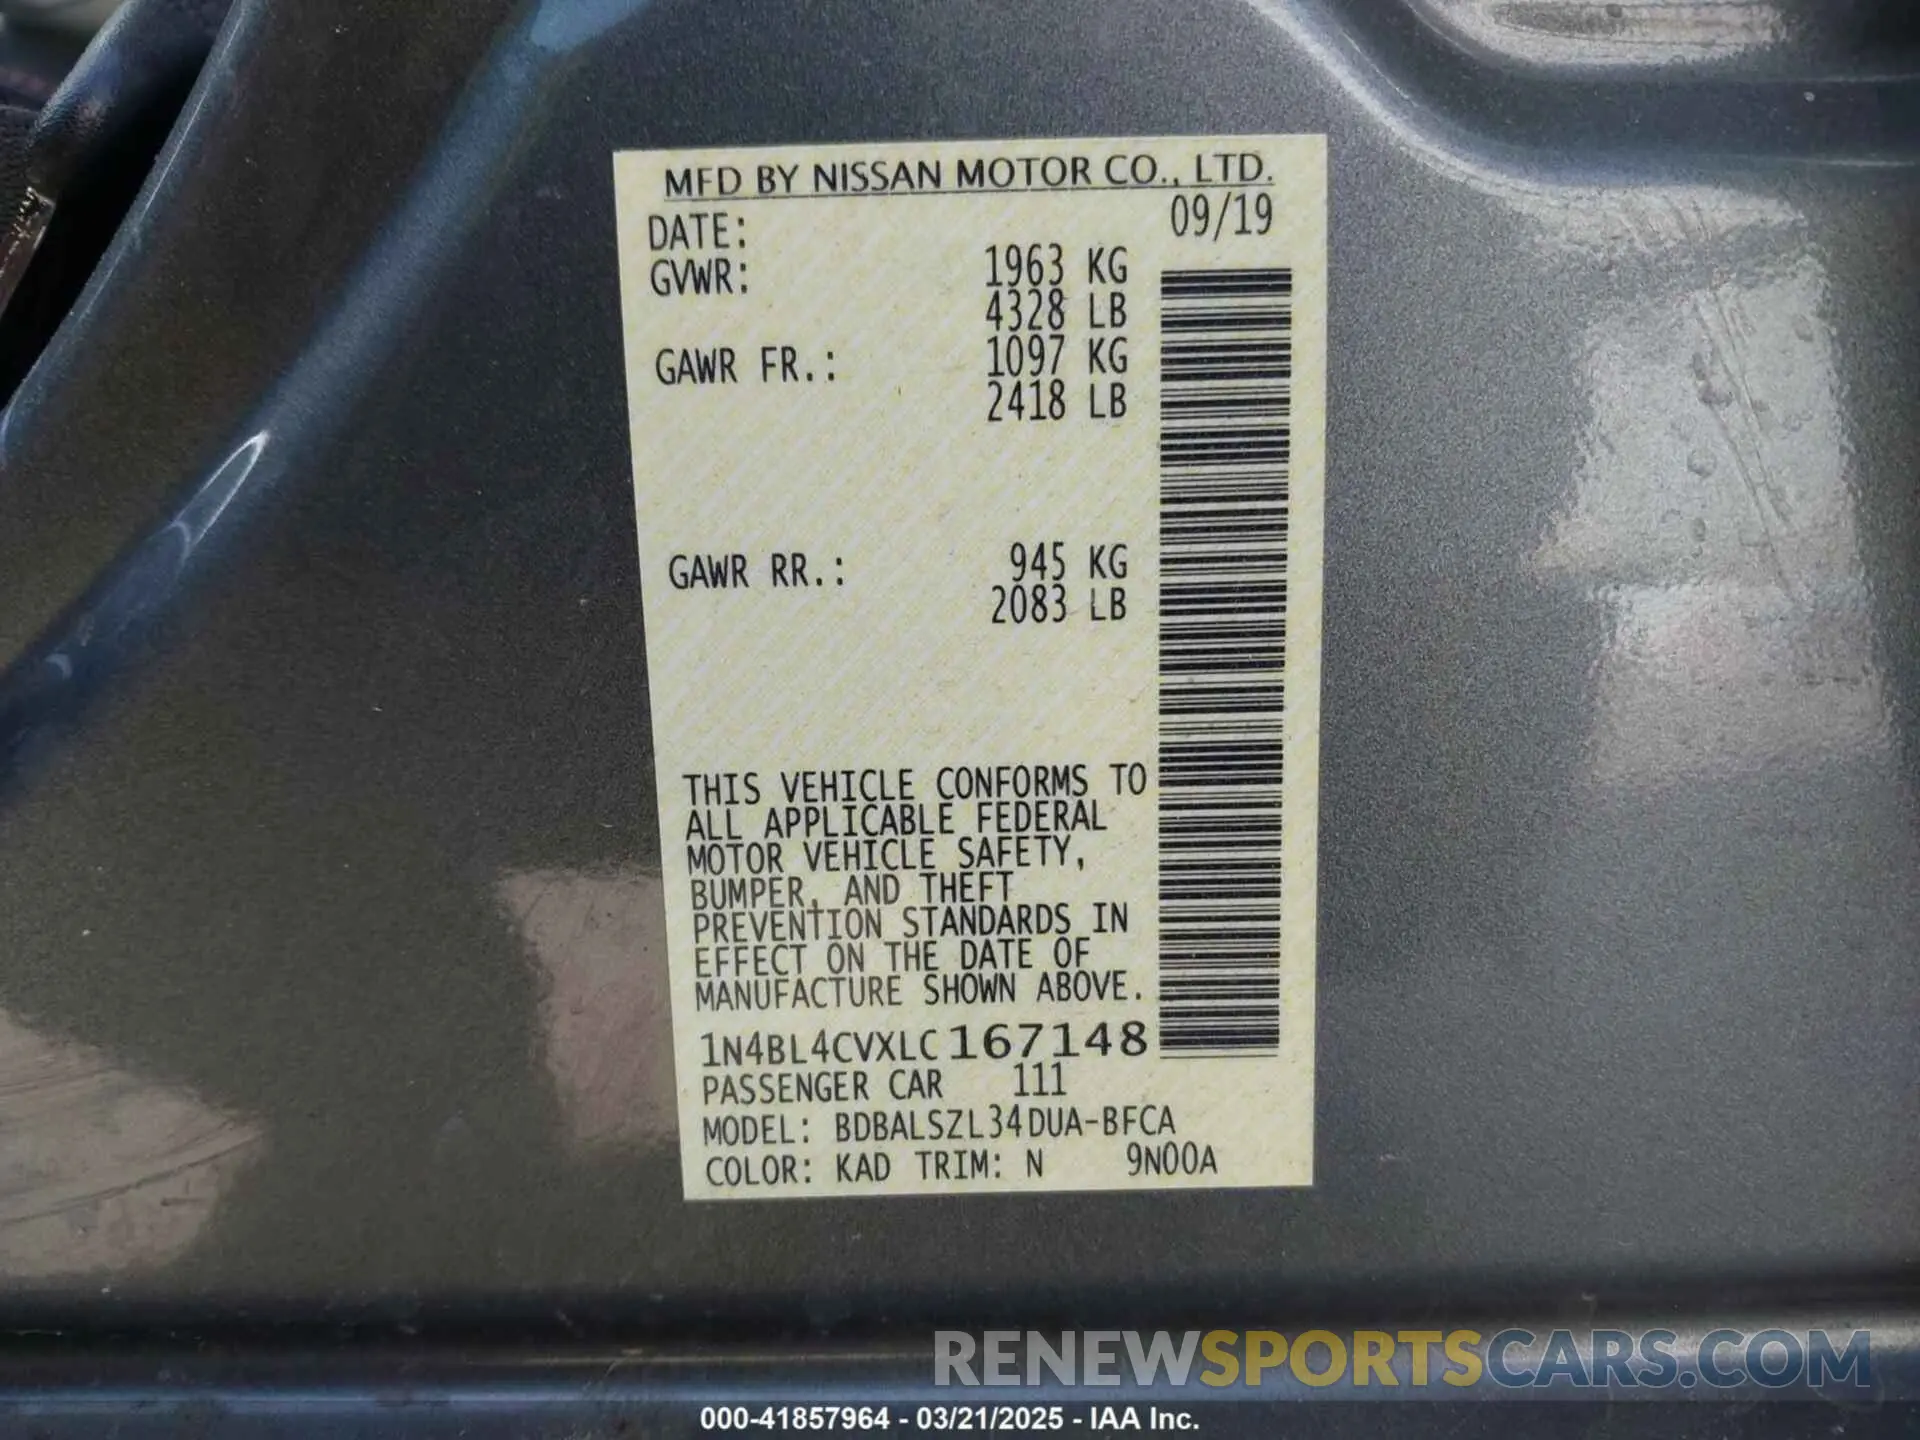 MFD BY NISSAN MOTOR CO., LTD.
DATE: 09/19
GVWR: 1963 KG
4328 LB
GAWR FR.: 1097 KG
2418 LB
GAWR RR.: 945 KG
2083 LB
THIS VEHICLE CONFORMS TO
ALL APPLICABLE FEDERAL
MOTOR VEHICLE SAFETY,
BUMPER, AND THEFT
PREVENTION STANDARDS IN
EFFECT ON THE DATE OF
MANUFACTURE SHOWN ABOVE.
1N4BL4CVXLC167148
PASSENGER CAR 111
MODEL: BDBALSZL34DUA-BFCA
COLOR: KAD TRIM: N 9N00A
RENEWSPORTSCARS.COM
000-41857964 - 03/21/2025 - IAA Inc.